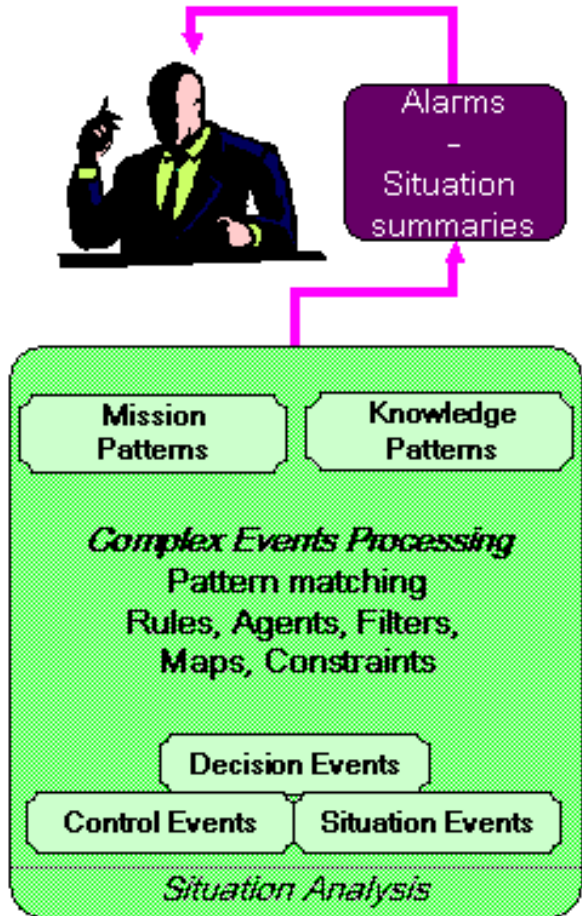 Alarms
-
Situation
summaries
Mission
Patterns
Knowledge
Patterns
Complex Events Processing
Pattern matching
Rules, Agents, Filters,
Maps, Constraints
Decision Events
Control Events
Situation Events
Situation Analysis